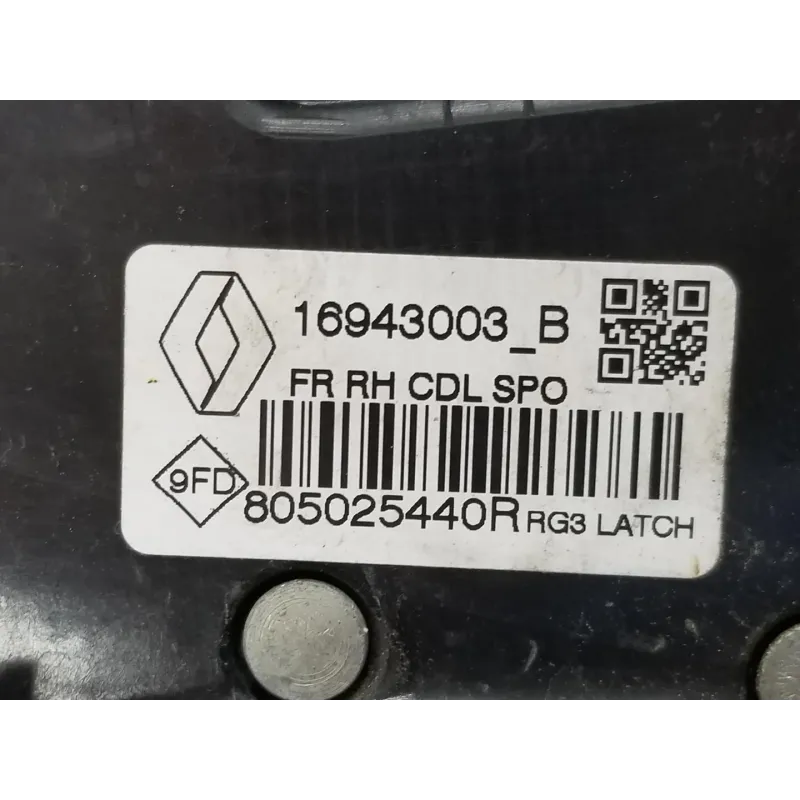 16943003_B
FR RH CDL SPO
9FD
805025440R RG3 LATCH